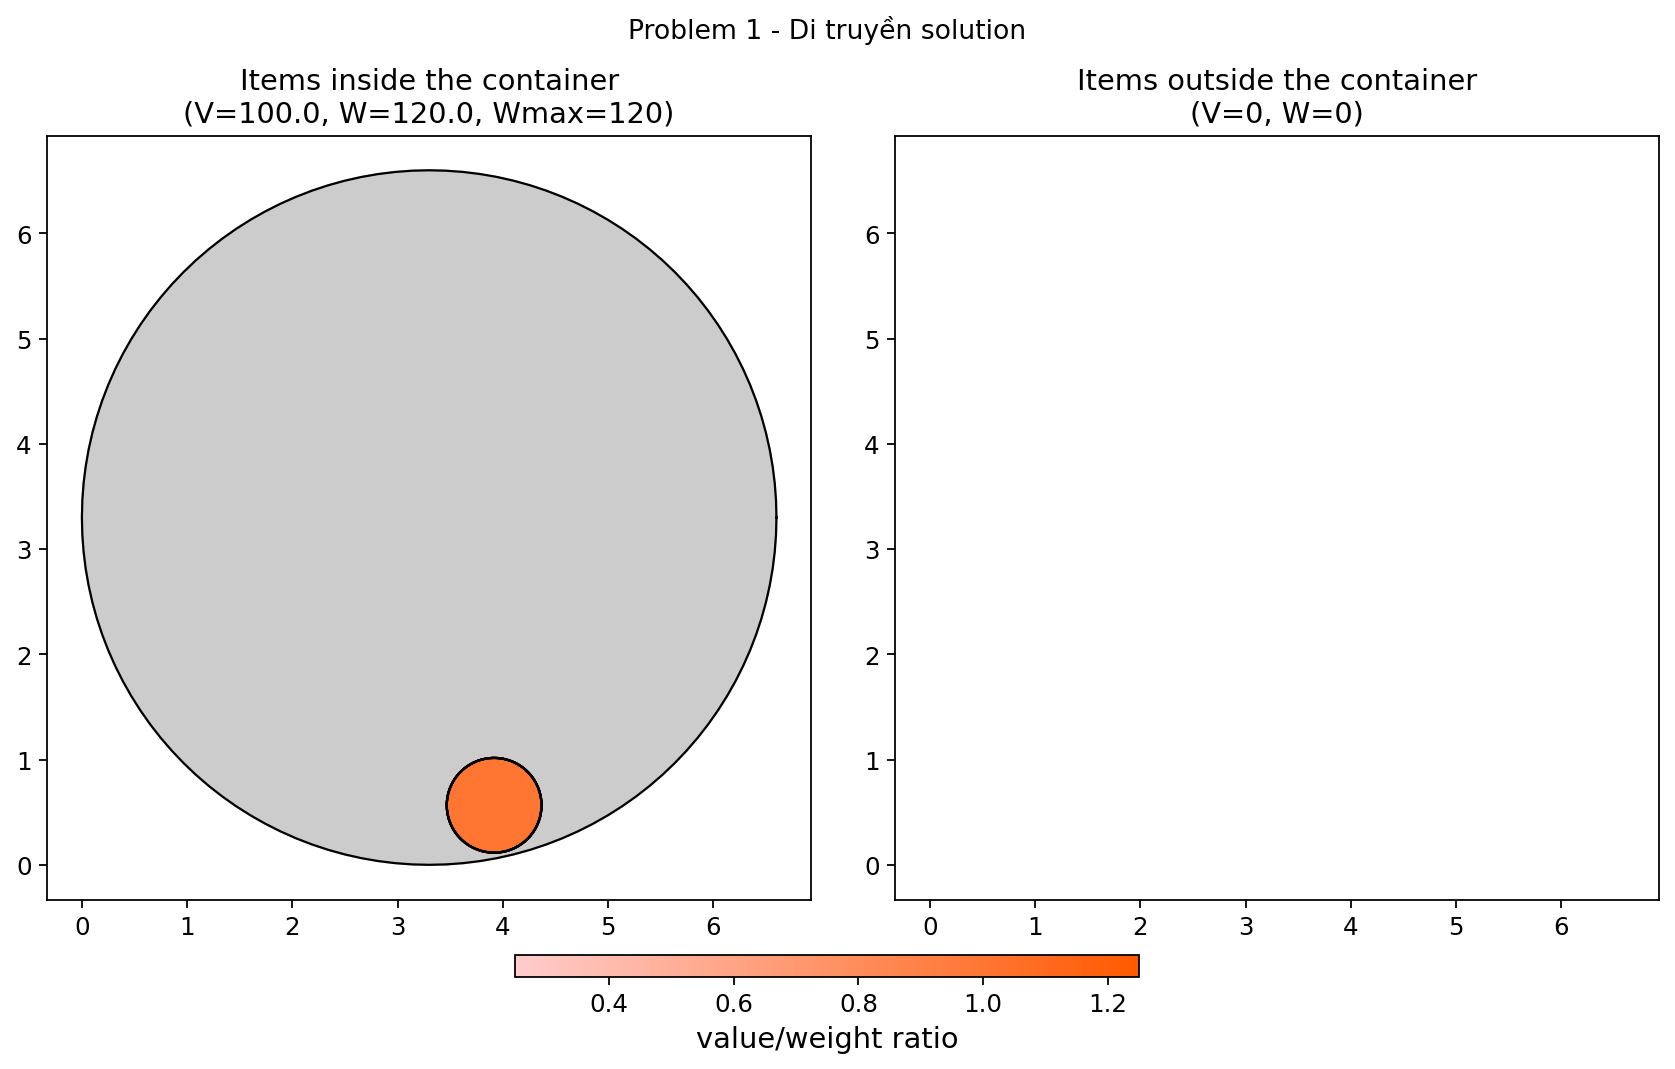 Problem 1 - Di truyền solution
Items inside the container
(V=100.0, W=120.0, Wmax=120)
6
5
4
3
2
1
0
0 1 2 3 4 5 6
Items outside the container
(V=0, W=0)
6
5
4
3
2
1
0
0 1 2 3 4 5 6
0.4 0.6 0.8 1.0 1.2
value/weight ratio